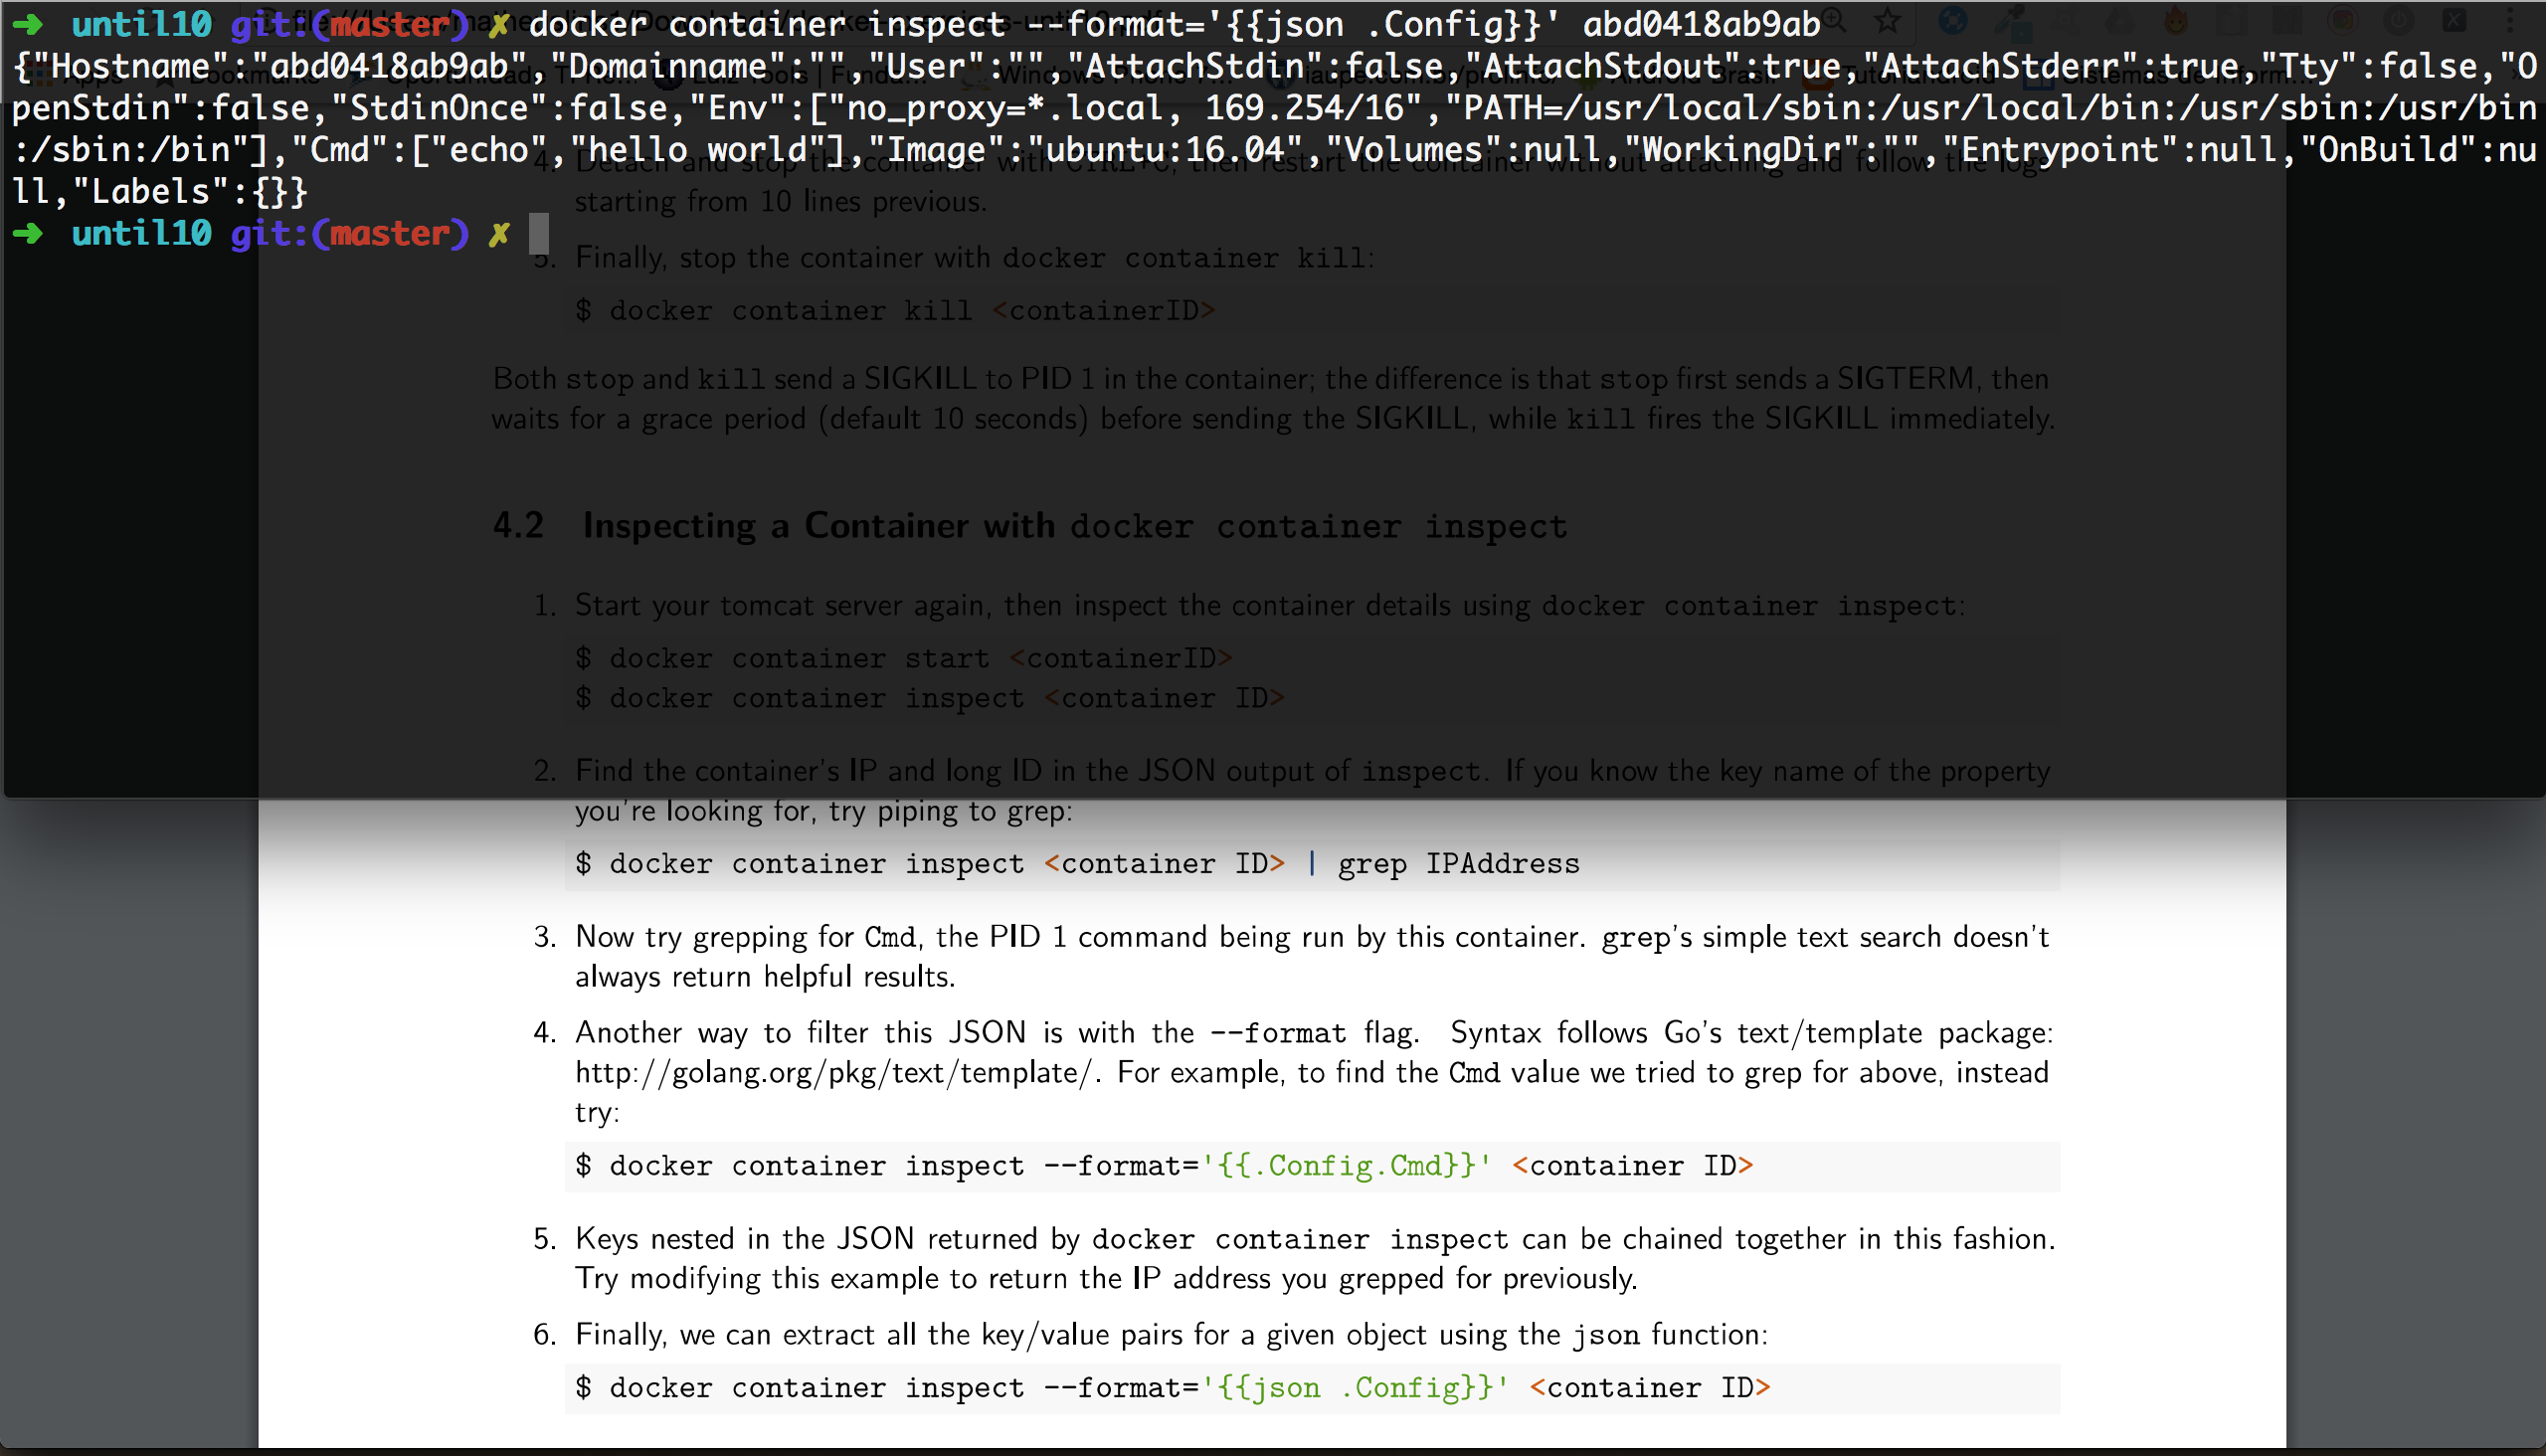 ➜ until10 git:(master) ✗ docker container inspect --format='{{json .Config}}' abd0418ab9ab
{"Hostname":"abd0418ab9ab","Domainname":"","User":"","AttachStdin":false,"AttachStdout":true,"AttachStderr":true,"Tty":false,"O
penStdin":false,"StdinOnce":false,"Env":["no_proxy=*.local, 169.254/16","PATH=/usr/local/sbin:/usr/local/bin:/usr/sbin:/usr/bin
:/sbin:/bin"],"Cmd":["echo","hello world"],"Image":"ubuntu:16.04","Volumes":null,"WorkingDir":"","Entrypoint":null,"OnBuild":nu
ll,"Labels":{}}
➜ until10 git:(master) ✗
4. Detach and stop the container with CTRL+C, then restart the container without attaching and follow the logs
starting from 10 lines previous.
5. Finally, stop the container with docker container kill:
$ docker container kill <containerID>
Both stop and kill send a SIGKILL to PID 1 in the container; the difference is that stop first sends a SIGTERM, then
waits for a grace period (default 10 seconds) before sending the SIGKILL, while kill fires the SIGKILL immediately.
4.2 Inspecting a Container with docker container inspect
1. Start your tomcat server again, then inspect the container details using docker container inspect:
$ docker container start <containerID>
$ docker container inspect <container ID>
2. Find the container's IP and long ID in the JSON output of inspect. If you know the key name of the property
you're looking for, try piping to grep:
$ docker container inspect <container ID> | grep IPAddress
3. Now try grepping for Cmd, the PID 1 command being run by this container. grep's simple text search doesn't
always return helpful results.
4. Another way to filter this JSON is with the --format flag. Syntax follows Go's text/template package:
http://golang.org/pkg/text/template/. For example, to find the Cmd value we tried to grep for above, instead
try:
$ docker container inspect --format='{{.Config.Cmd}}' <container ID>
5. Keys nested in the JSON returned by docker container inspect can be chained together in this fashion.
Try modifying this example to return the IP address you grepped for previously.
6. Finally, we can extract all the key/value pairs for a given object using the json function:
$ docker container inspect --format='{{json .Config}}' <container ID>